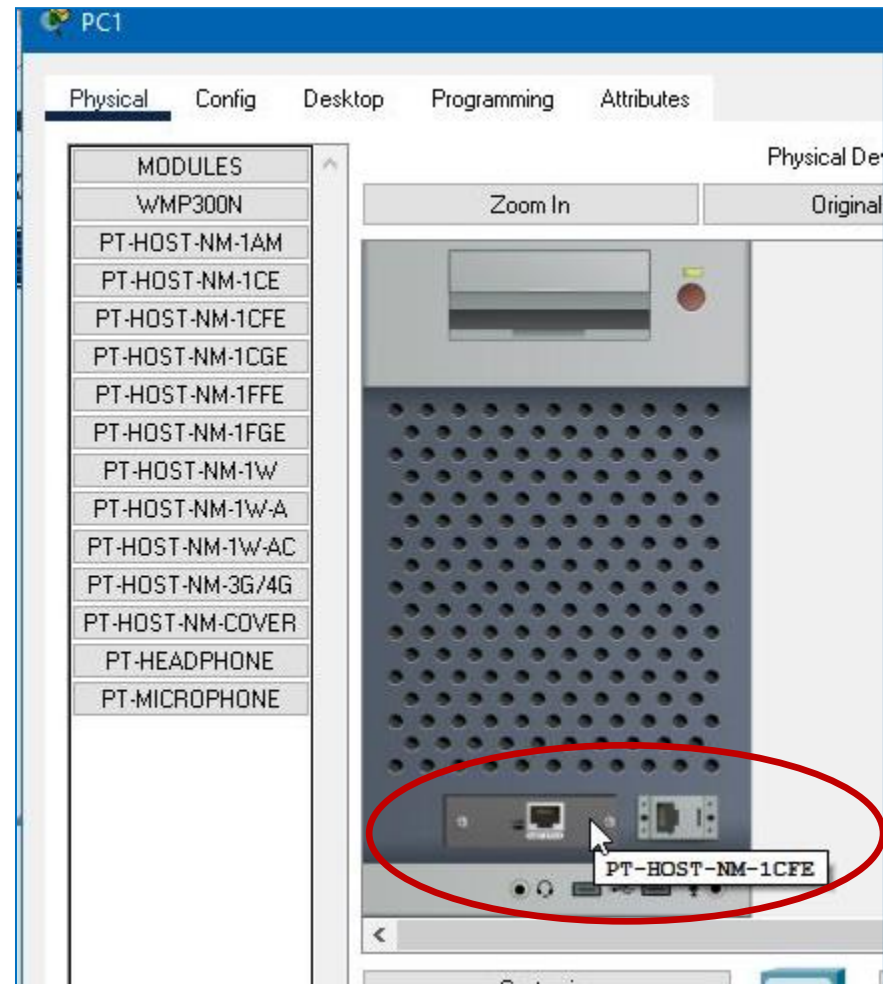 PC1
Physical Config Desktop Programming Attributes
MODULES
WMP300N
PT-HOST-NM-1AM
PT-HOST-NM-1CE
PT-HOST-NM-1CFE
PT-HOST-NM-1CGE
PT-HOST-NM-1FFE
PT-HOST-NM-1FGE
PT-HOST-NM-1W
PT-HOST-NM-1W-A
PT-HOST-NM-1W-AC
PT-HOST-NM-3G/4G
PT-HOST-NM-COVER
PT-HEADPHONE
PT-MICROPHONE
Physical De
Zoom In Original
PT-HOST-NM-1CFE